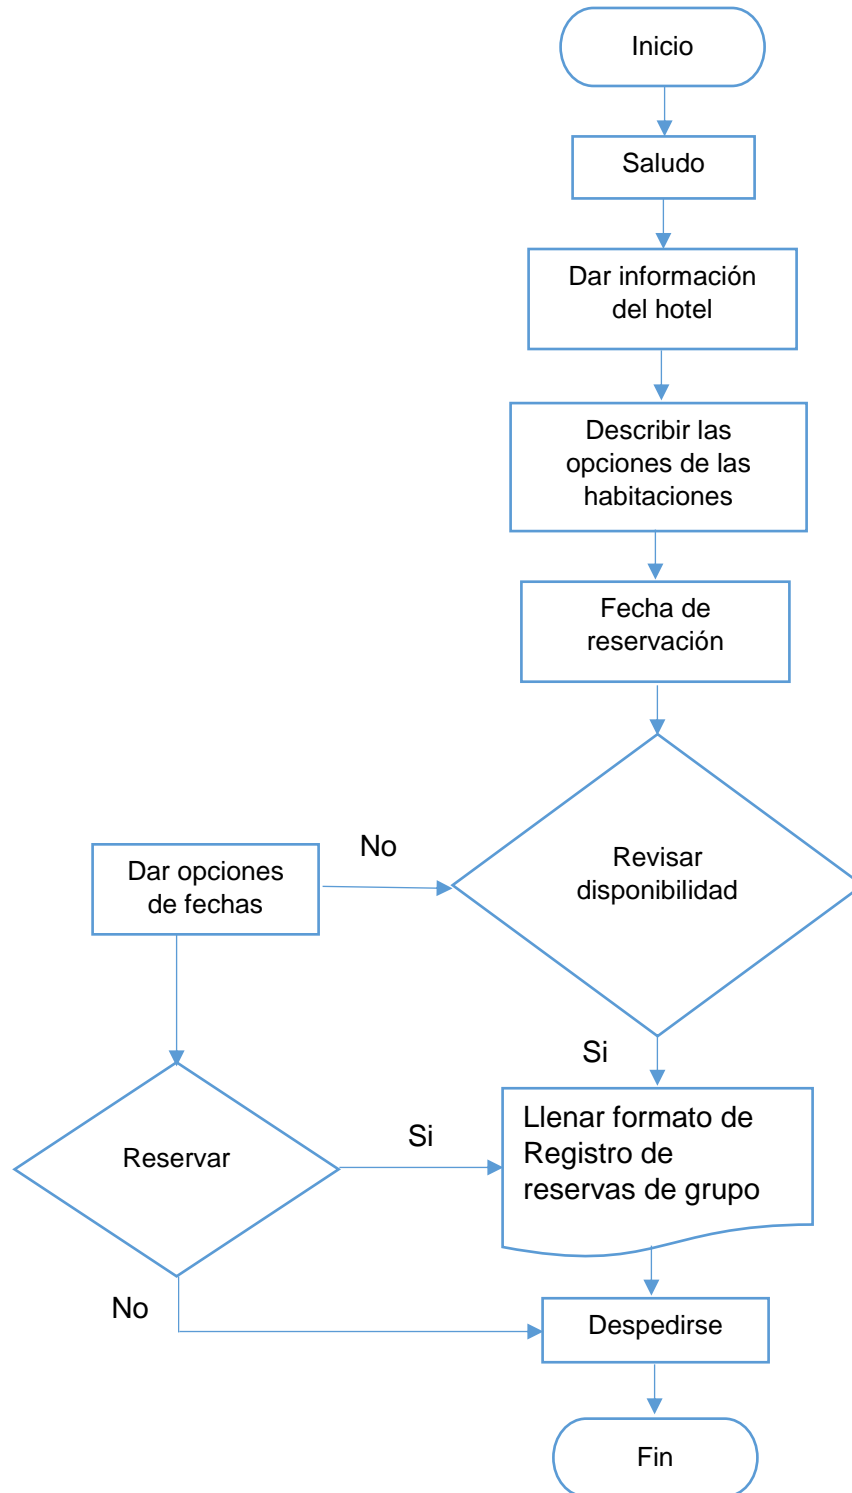 Inicio
Saludo
Dar información
del hotel
Describir las
opciones de las
habitaciones
Fecha de
reservación
No
Dar opciones
de fechas
Revisar
disponibilidad
Si
Llenar formato de
Registro de
reservas de grupo
Reservar
Si
No
Despedirse
Fin